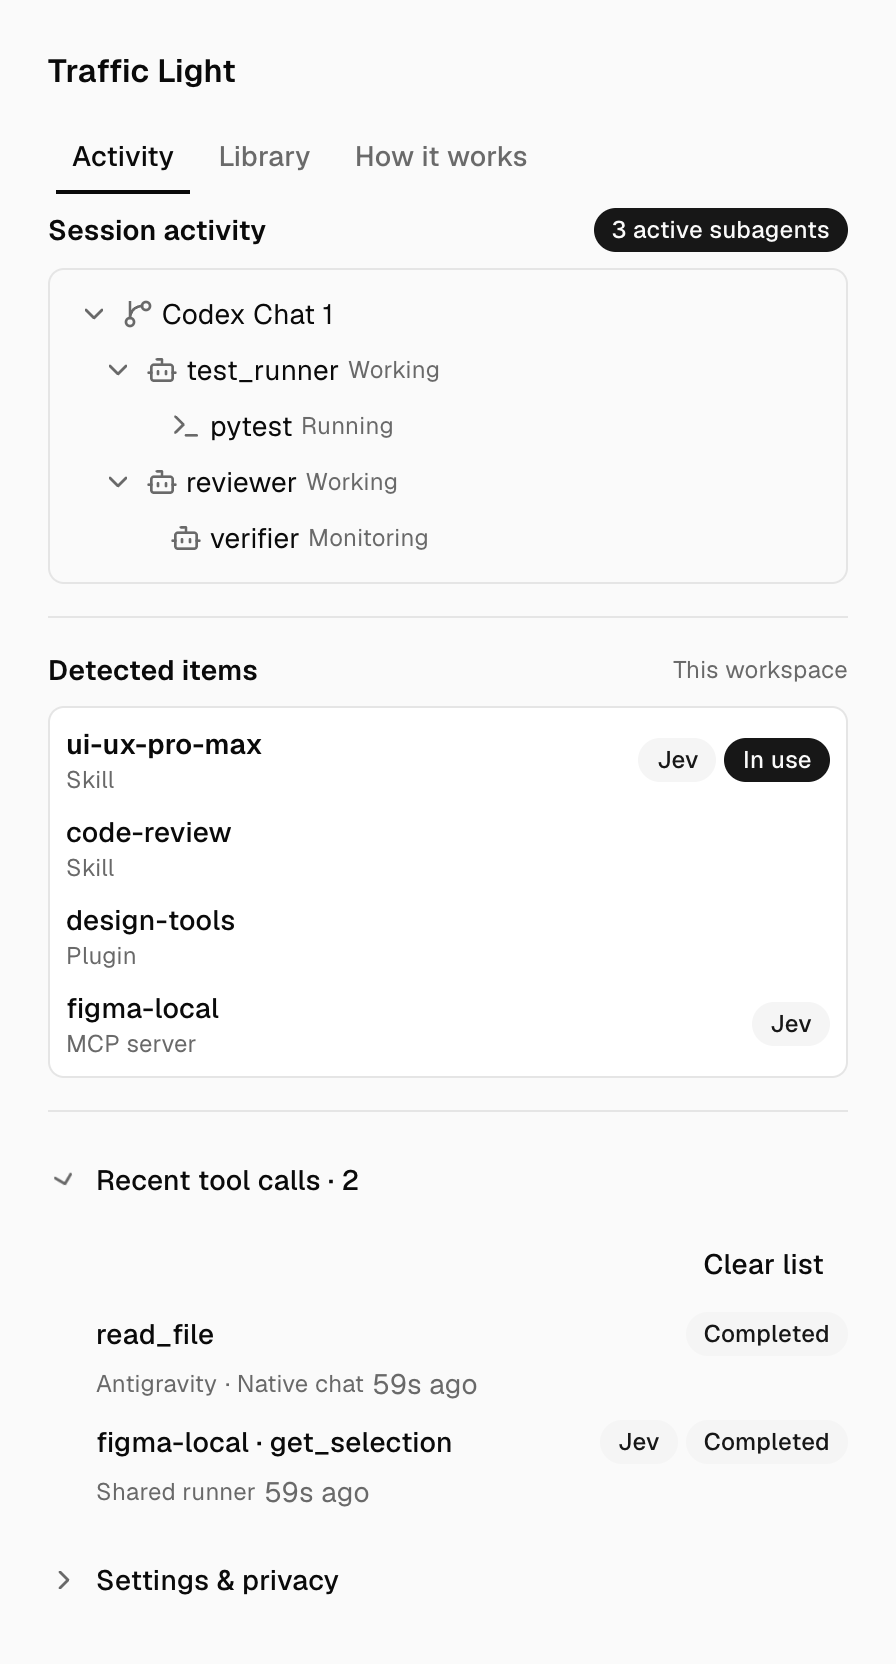 Traffic Light
Activity Library How it works
Session activity 3 active subagents
Codex Chat 1
test_runner Working
pytest Running
reviewer Working
verifier Monitoring
Detected items This workspace
ui-ux-pro-max Jev In use
Skill
code-review
Skill
design-tools
Plugin
figma-local Jev
MCP server
Recent tool calls · 2
Clear list
read_file Completed
Antigravity · Native chat 59s ago
figma-local · get_selection Jev Completed
Shared runner 59s ago
Settings & privacy